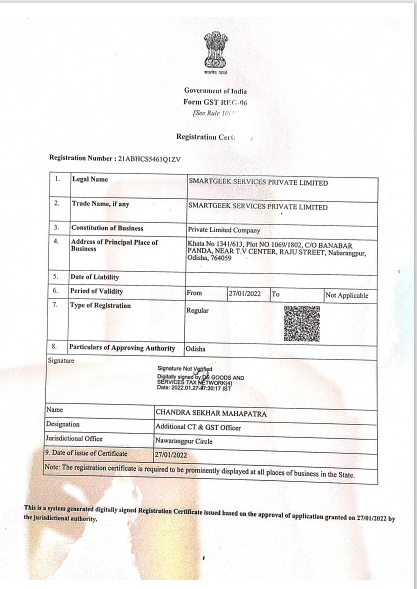 Government of India
Form GST REG-06
[See Rule 10
Registration
Registration Number : 21ABHCS5461Q1ZV
1. Legal Name SMARTGEEK SERVICES PRIVATE LIMITED
2. Trade Name, if any SMARTGEEK SERVICES PRIVATE LIMITED
3. Constitution of Business Private Limited Company
4. Address of Principal Place of Business Khata No 1341/613, Plot NO 1069/1802, C/O BANABAR
PANDA, NEAR T.V CENTER, RAJU STREET, Nabarangpur,
Odisha, 764059
5. Date of Liability
6. Period of Validity From 27/01/2022 To Not Applicable
7. Type of Registration Regular
8. Particulars of Approving Authority Odisha
Signature
Signature Not Verified
Digitally signed by DS GOODS AND
SERVICES TAX NETWORK(4)
Date: 2022.01.27 17:30:17 IST
Name CHANDRA SEKHAR MAHAPATRA
Designation Additional CT & GST Officer
Jurisdictional Office Nawarangpur Circle
9. Date of issue of Certificate 27/01/2022
Note: The registration certificate is required to be prominently displayed at all places of business in the State.
This is a system generated digitally signed Registration Certificate issued based on the approval of application granted on 27/01/2022 by
the jurisdictional authority.
1